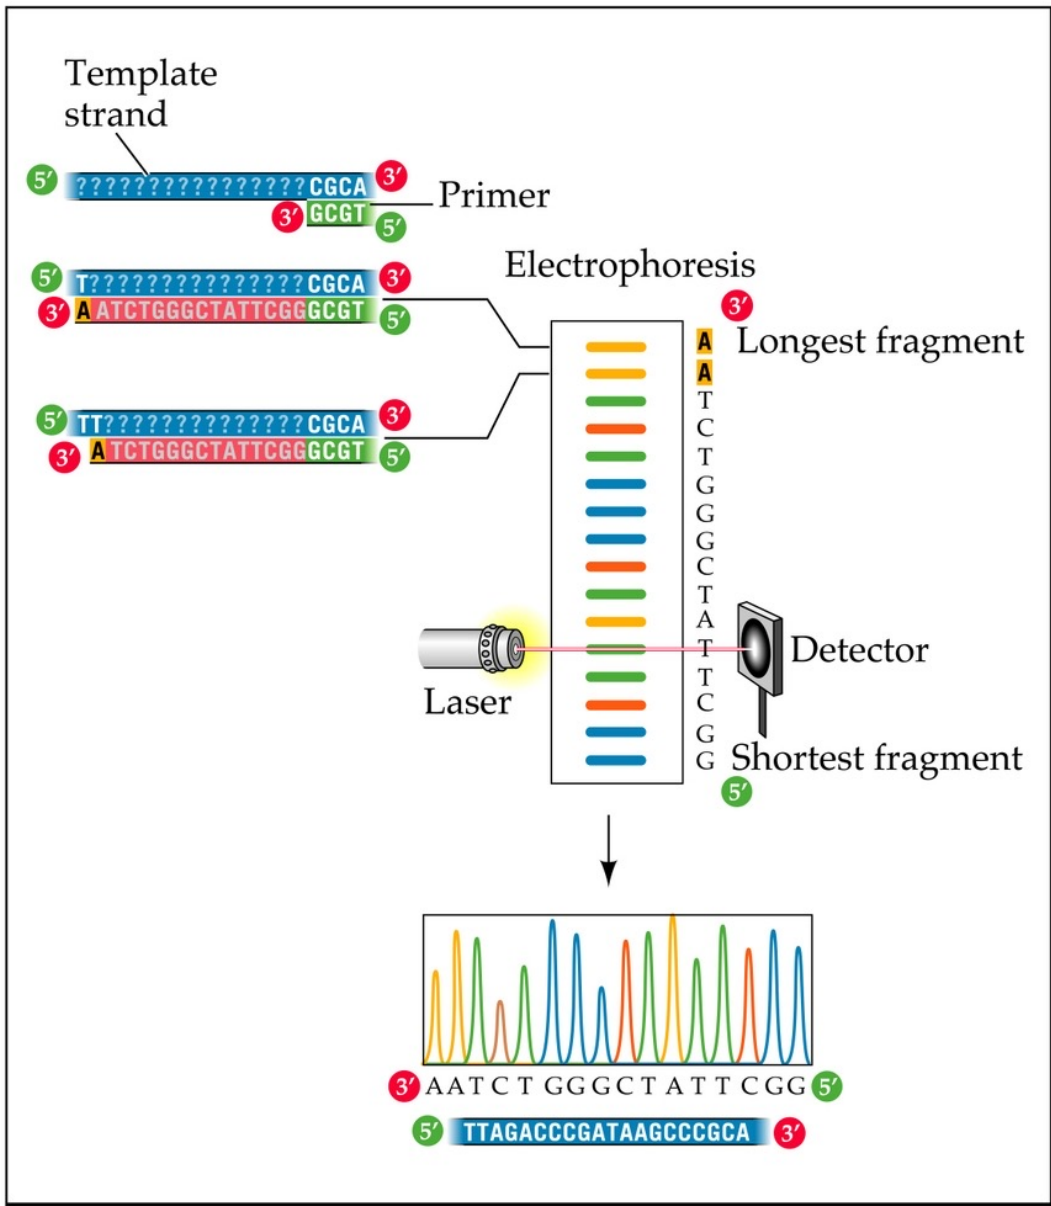 Template
strand
5′ ????????????????CGCA 3′
Primer
3′ GCGT 5′
5′ T???????????????CGCA 3′
3′ AATCTGGGCTATTCGGGCGT 5′
5′ TT??????????????CGCA 3′
3′ ATCTGGGCTATTCGGGCGT 5′
Electrophoresis
3′
A Longest fragment
A
T
C
T
G
G
G
C
T
A
T
T
C
G
G Shortest fragment
5′
Laser
Detector
3′ AATCTGGGCTATTCGG 5′
5′ TTAGACCCGATAAGCCCGCA 3′